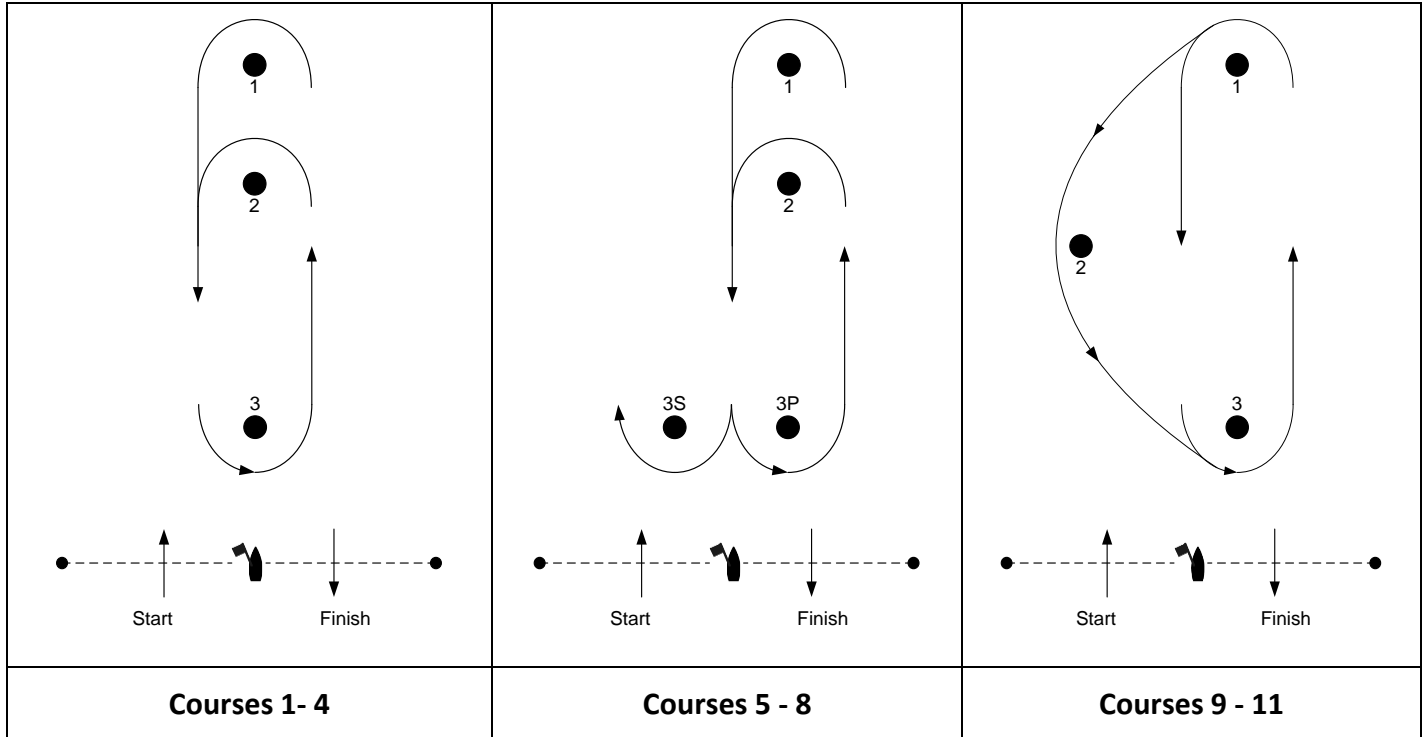 1
2
3
Start
Finish
1
2
3S
3P
Start
Finish
1
2
3
Start
Finish
Courses 1- 4
Courses 5 - 8
Courses 9 - 11